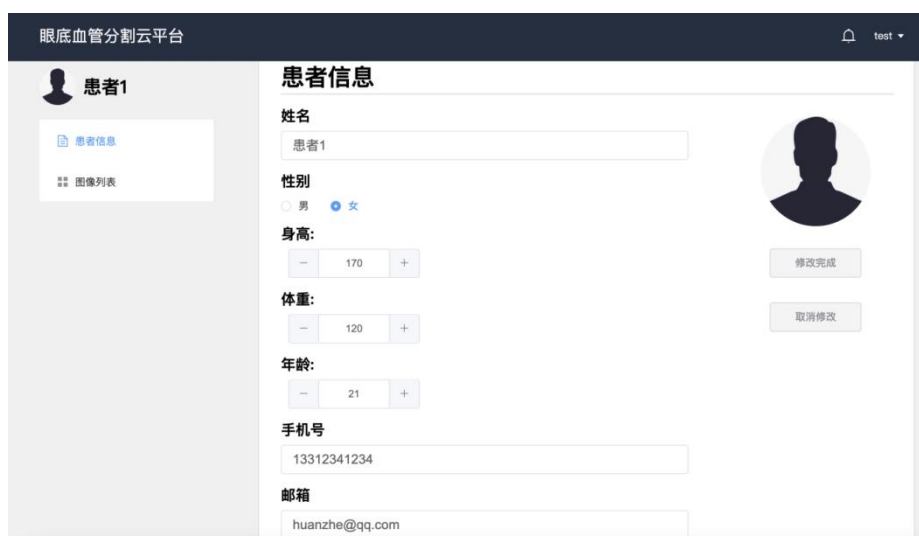 眼底血管分割云平台
test
患者1
患者信息
图像列表
患者信息
姓名
患者1
性别
男 女
身高:
170
体重:
120
年龄:
21
手机号
13312341234
邮箱
huanzhe@qq.com
修改完成
取消修改